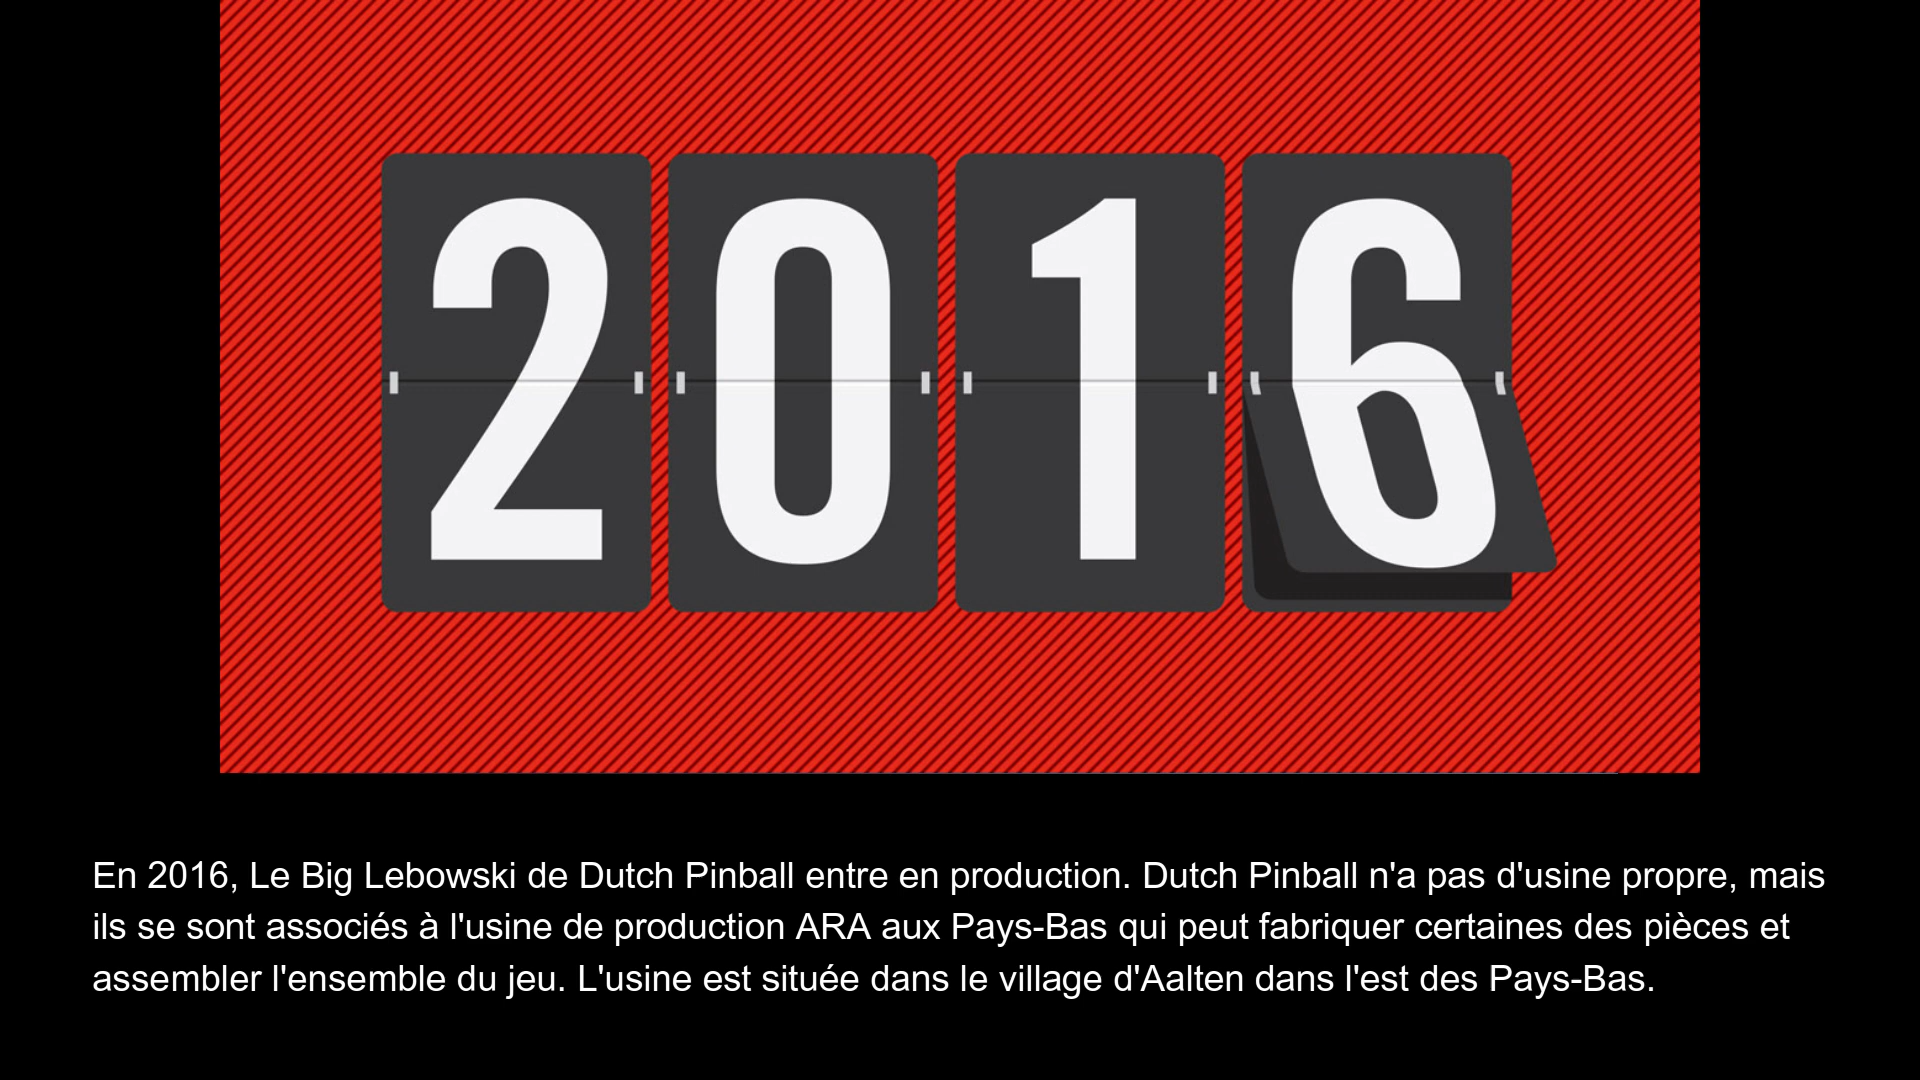 2016
En 2016, Le Big Lebowski de Dutch Pinball entre en production. Dutch Pinball n'a pas d'usine propre, mais
ils se sont associés à l'usine de production ARA aux Pays-Bas qui peut fabriquer certaines des pièces et
assembler l'ensemble du jeu. L'usine est située dans le village d'Aalten dans l'est des Pays-Bas.